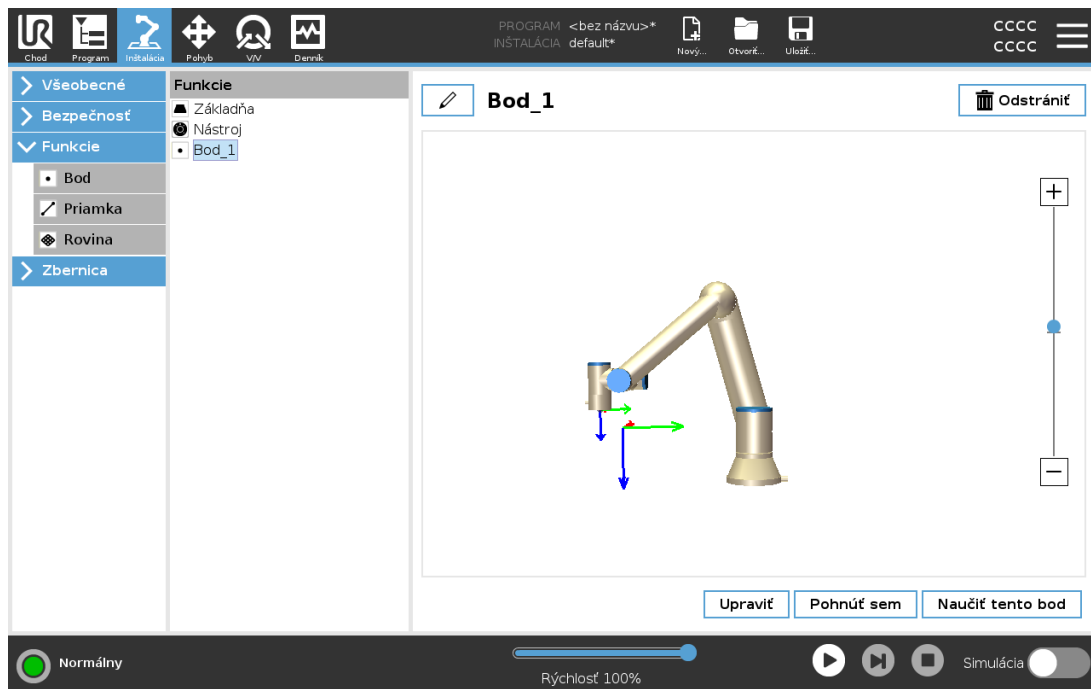 PROGRAM <bez názvu>*
INŠTALÁCIA default*
CCCC
CCCC
Chod
Program
Inštalácia
Pohyb
V/V
Denník
Nový...
Otvoriť...
Uložiť...
Všeobecné
Bezpečnosť
Funkcie
Bod
Priamka
Rovina
Zbernica
Funkcie
Základňa
Nástroj
Bod_1
Bod_1
Odstrániť
Upraviť
Pohnúť sem
Naučiť tento bod
Normálny
Rýchlosť 100%
Simulácia